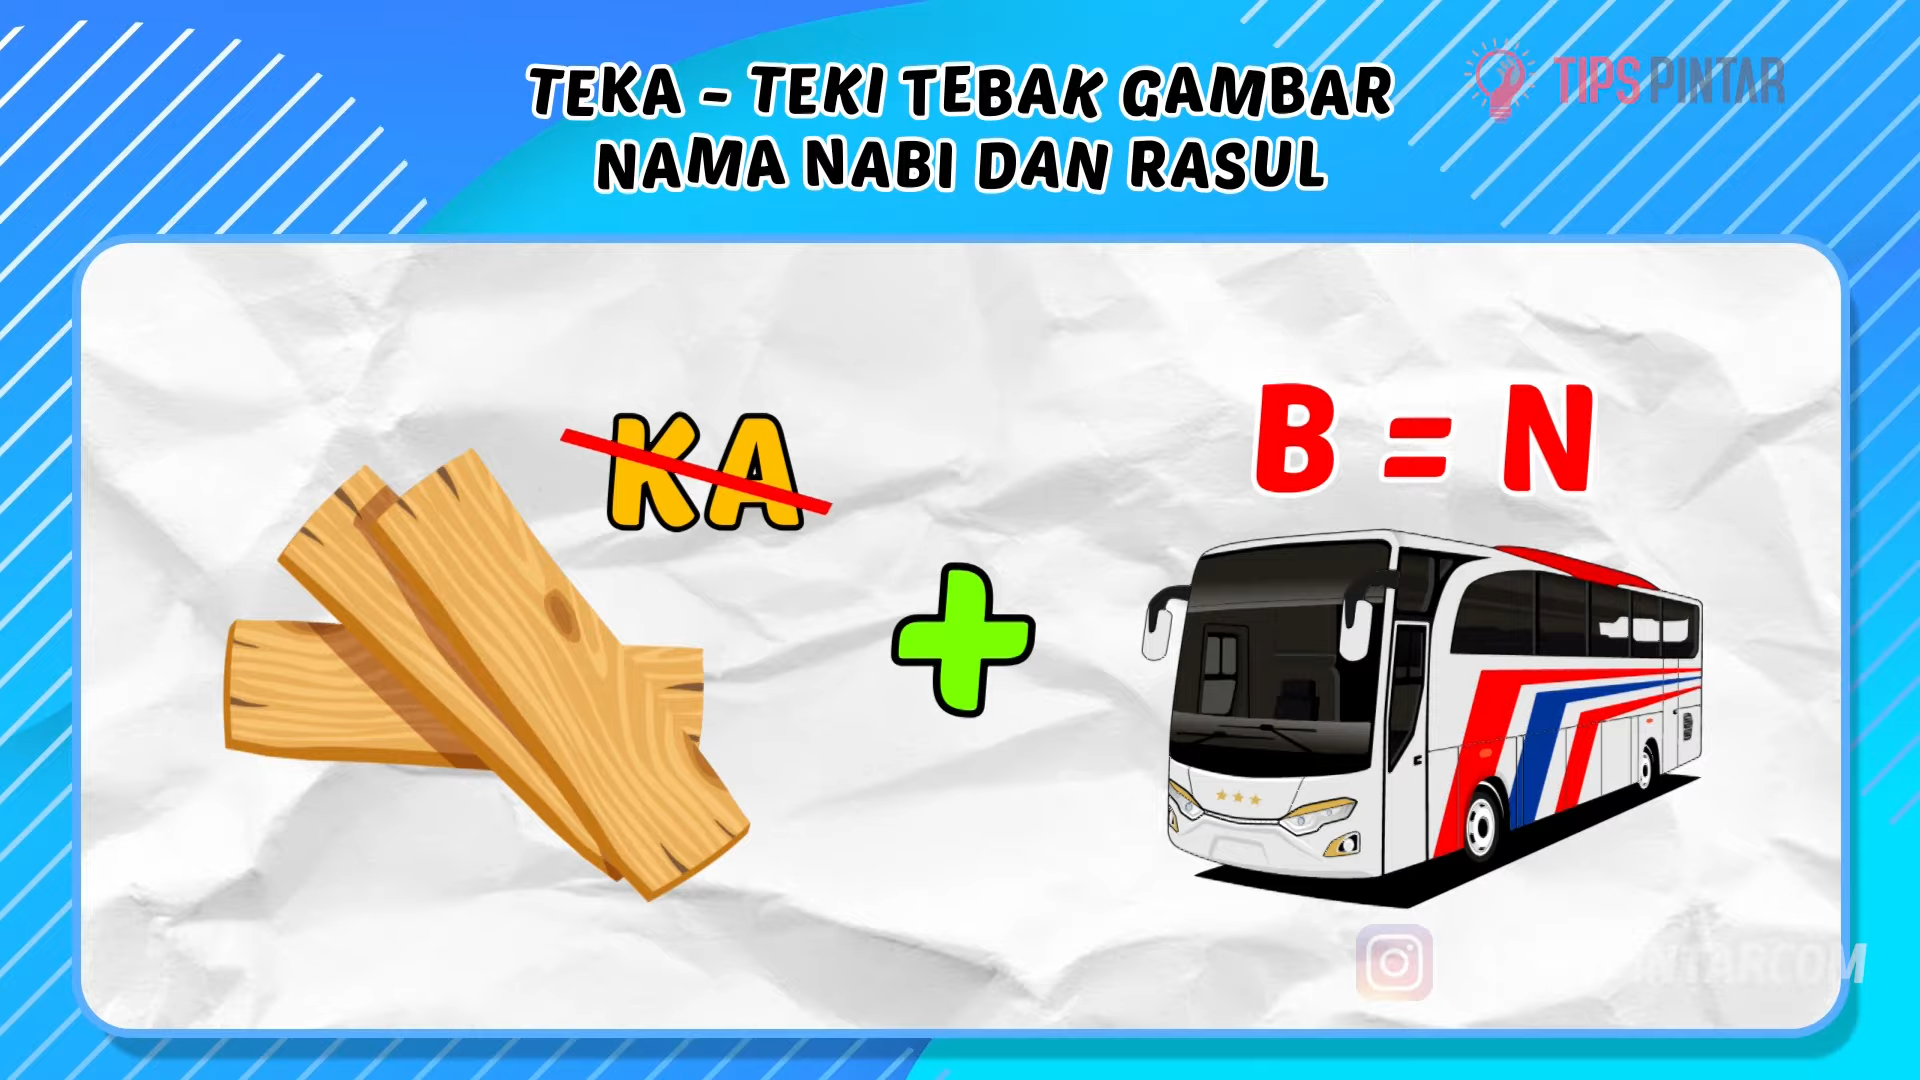 TEKA - TEKI TEBAK GAMBAR
NAMA NABI DAN RASUL
TIPS PINTAR
KA
B = N
+